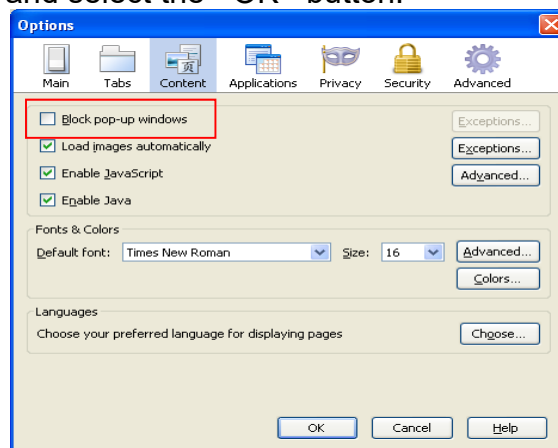 and select the "OK" button.
Options
Main Tabs Content Applications Privacy Security Advanced
页
Block pop-up windows Exceptions...
Load images automatically Exceptions...
Enable JavaScript Advanced...
Enable Java
Fonts & Colors
Default font: Times New Roman Size: 16 Advanced...
Colors...
Languages
Choose your preferred language for displaying pages Choose...
OK Cancel Help